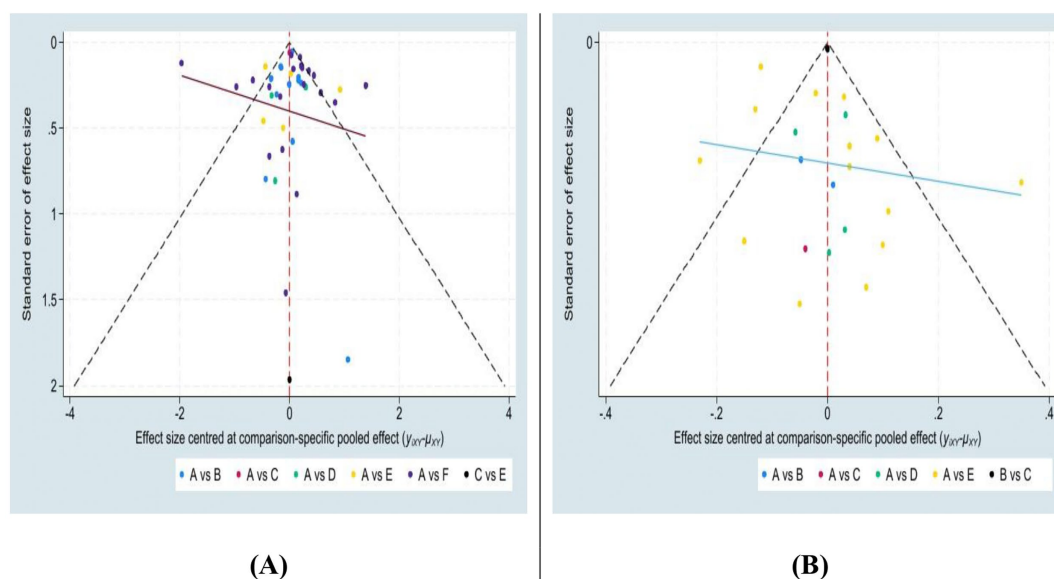 Standard error of effect size
0
.5
1
1.5
2
-4
-2
0
2
4
Effect size centred at comparison-specific pooled effect (yiXY-μXY)
A vs B A vs C A vs D A vs E A vs F C vs E
(A)
Standard error of effect size
0
-.4
-.2
0
.2
.4
Effect size centred at comparison-specific pooled effect (yiXY-μXY)
A vs B A vs C A vs D A vs E B vs C
(B)